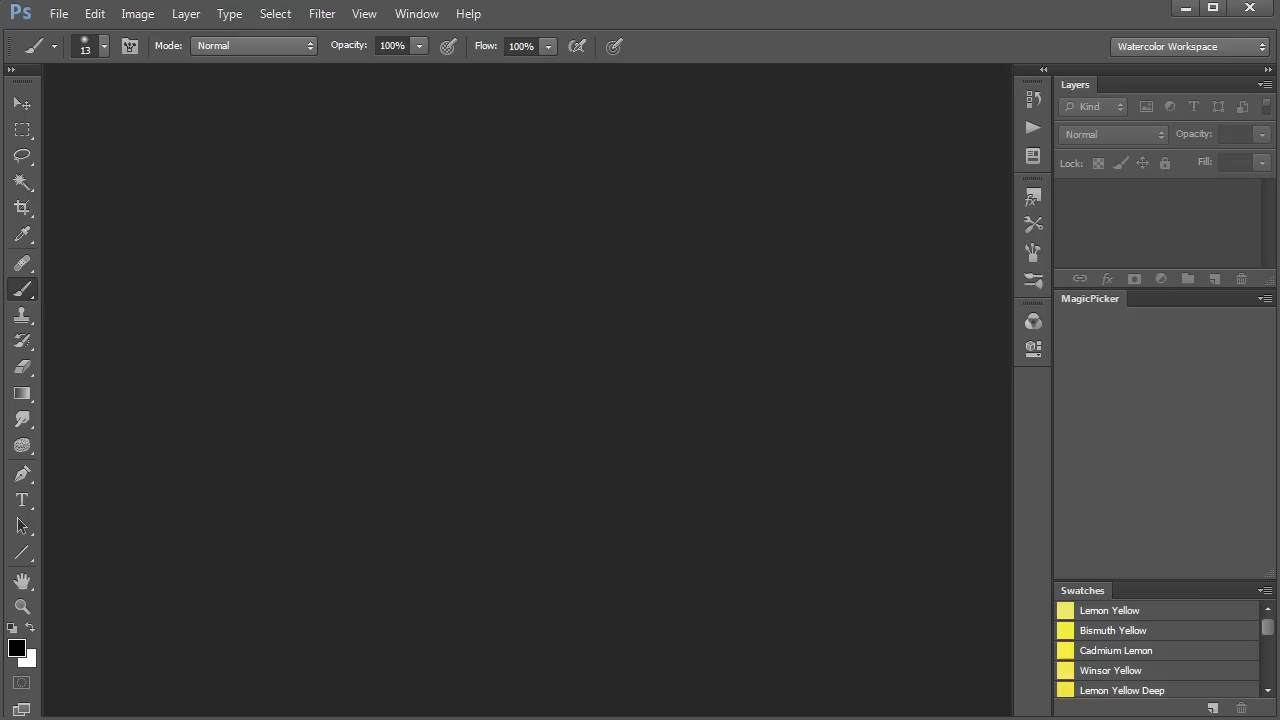 Ps File Edit Image Layer Type Select Filter View Window Help
13 Mode: Normal Opacity: 100% Flow: 100% Watercolor Workspace
Layers
Kind
Normal Opacity:
Lock: Fill:
MagicPicker
Swatches
Lemon Yellow
Bismuth Yellow
Cadmium Lemon
Winsor Yellow
Lemon Yellow Deep